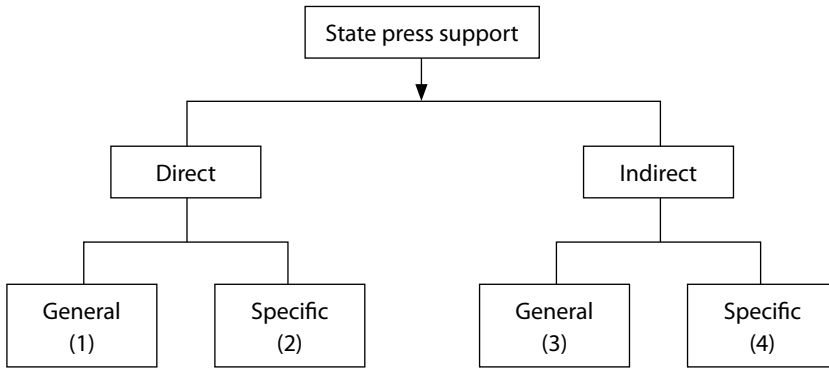 State press support
Direct
Indirect
General
(1)
Specific
(2)
General
(3)
Specific
(4)